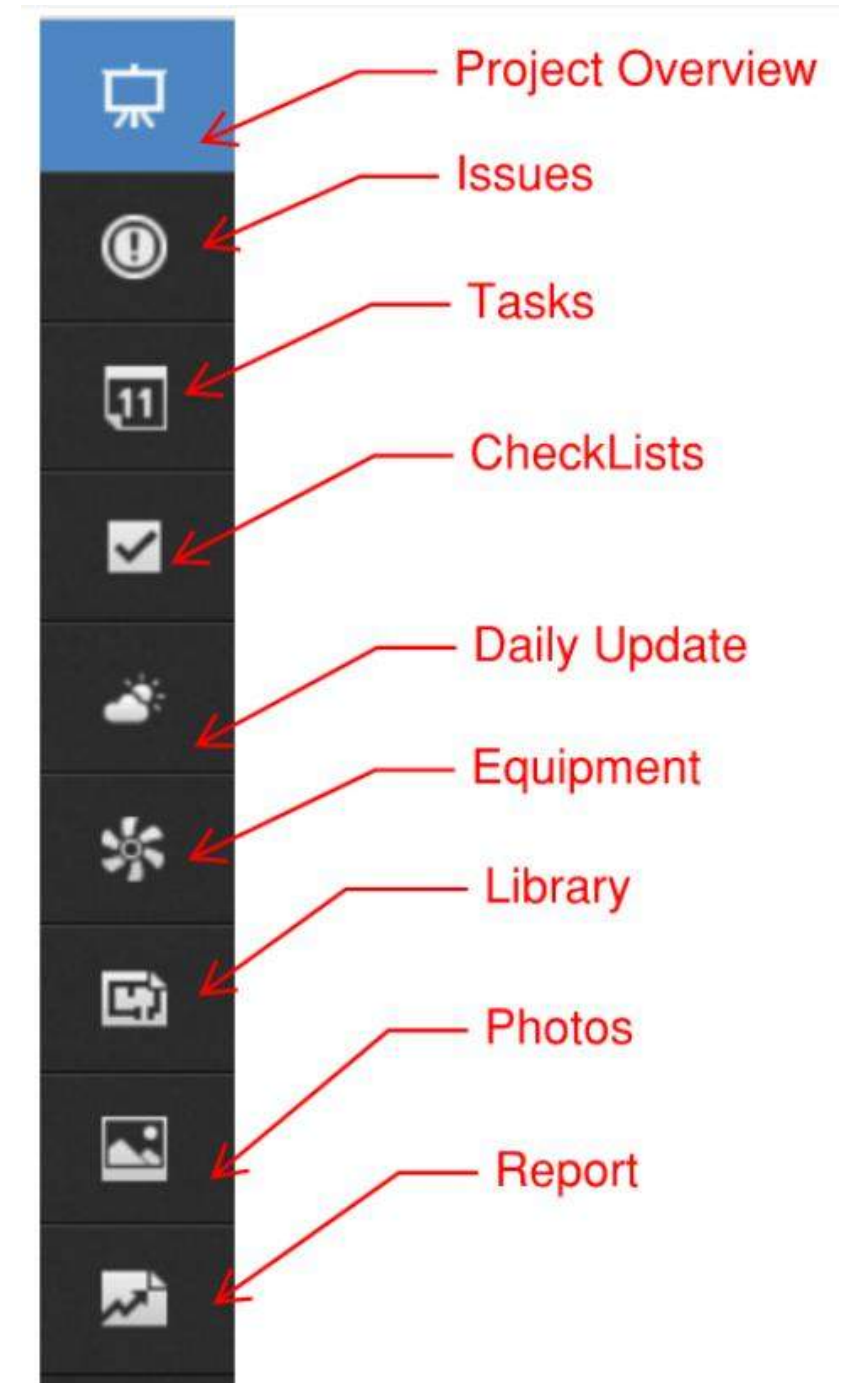 Project Overview
Issues
Tasks
11
CheckLists
Daily Update
Equipment
Library
Photos
Report